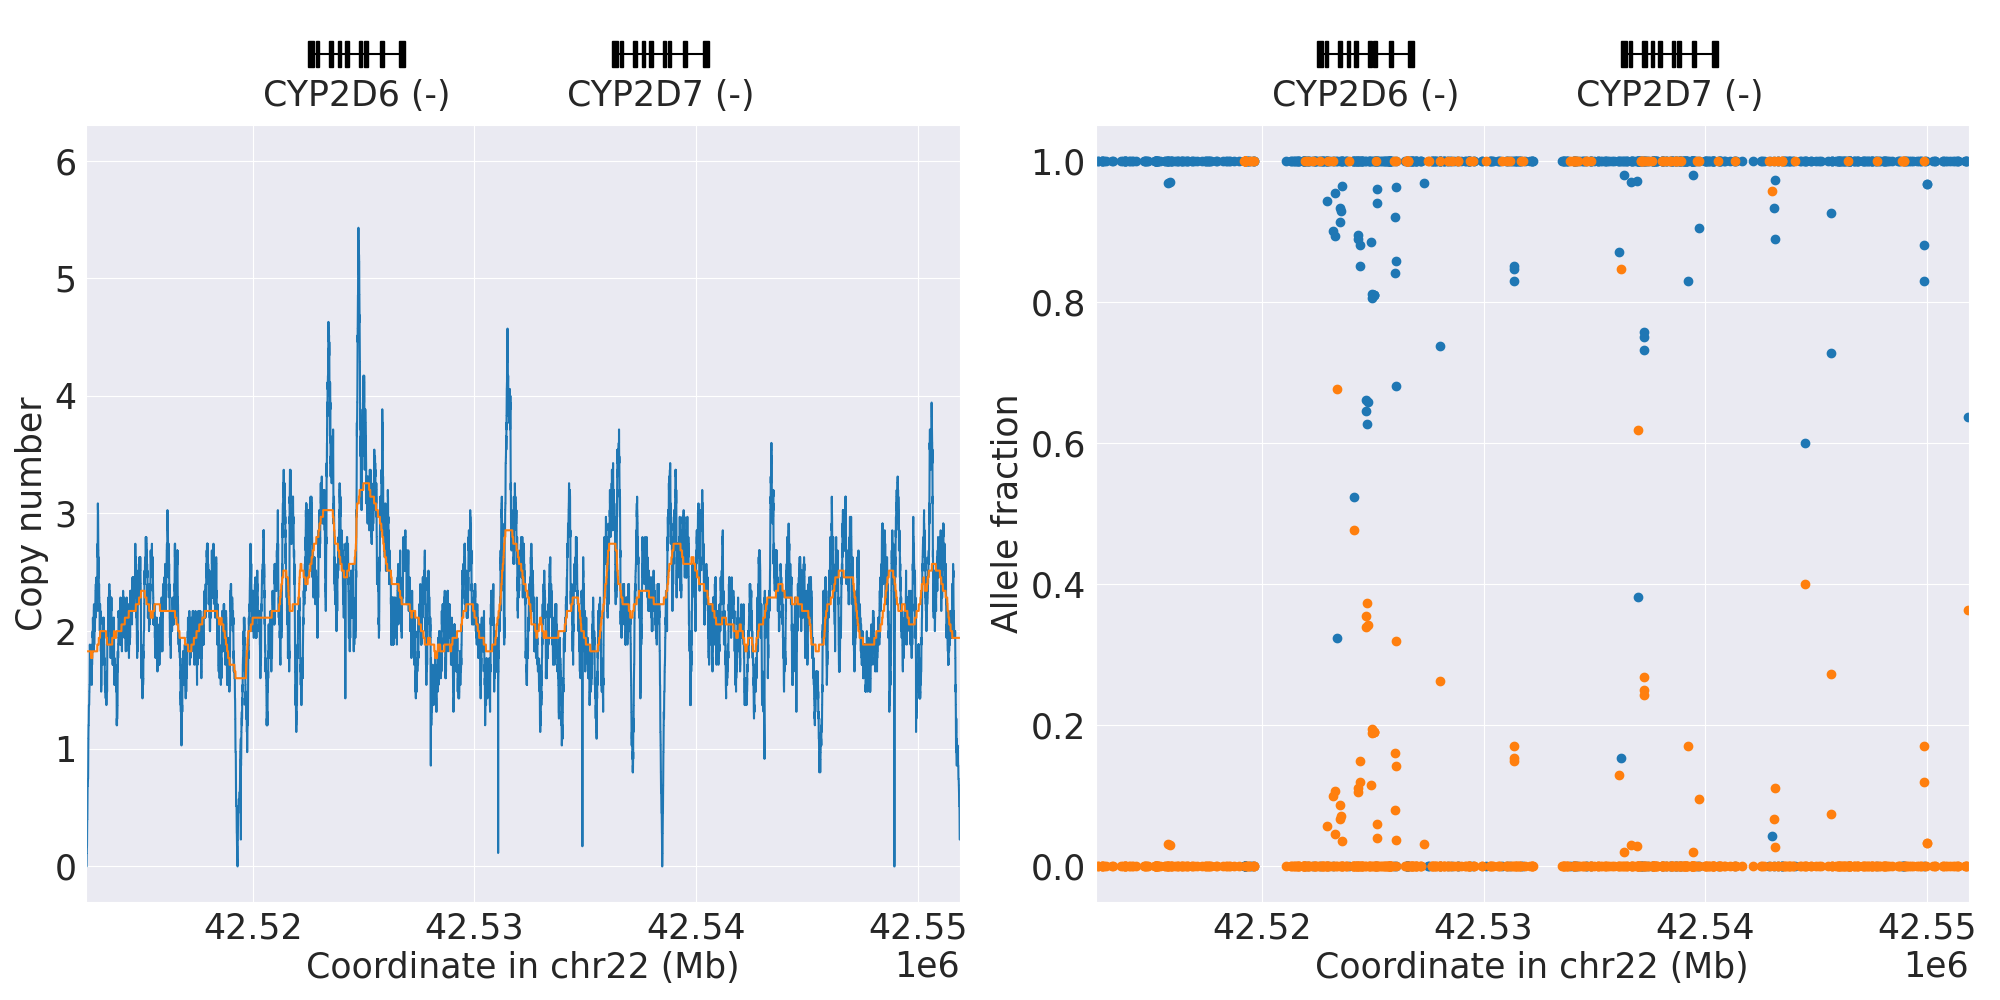 CYP2D6 (-)
CYP2D7 (-)
6
5
4
3
2
1
0
Copy number
42.52
42.53
42.54
42.55
Coordinate in chr22 (Mb)
1e6
CYP2D6 (-)
CYP2D7 (-)
1.0
0.8
0.6
0.4
0.2
0.0
Allele fraction
42.52
42.53
42.54
42.55
Coordinate in chr22 (Mb)
1e6